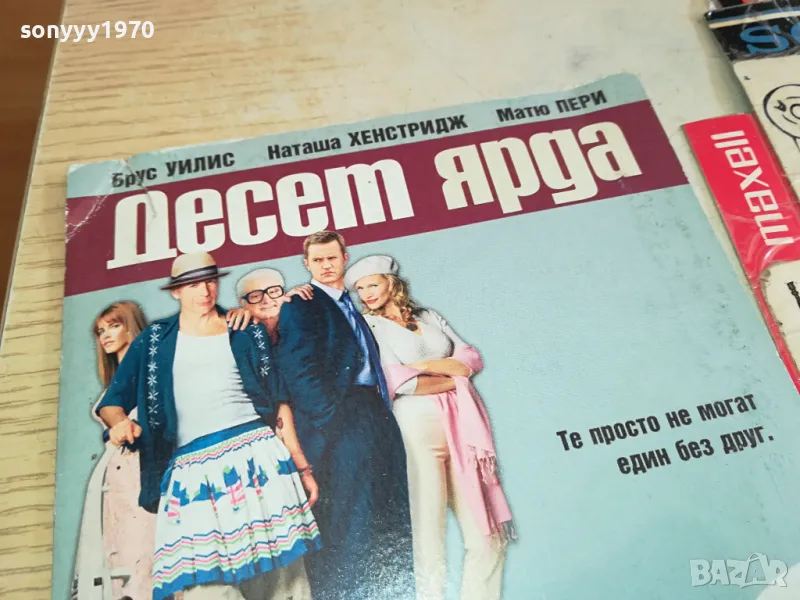 sonyyy1970
Брус УИЛИС Наташа ХЕНСТРИДЖ Матю ПЕРИ
Десет ЯРДА
Те просто не могат
един без друг.
maxell
BAZAR